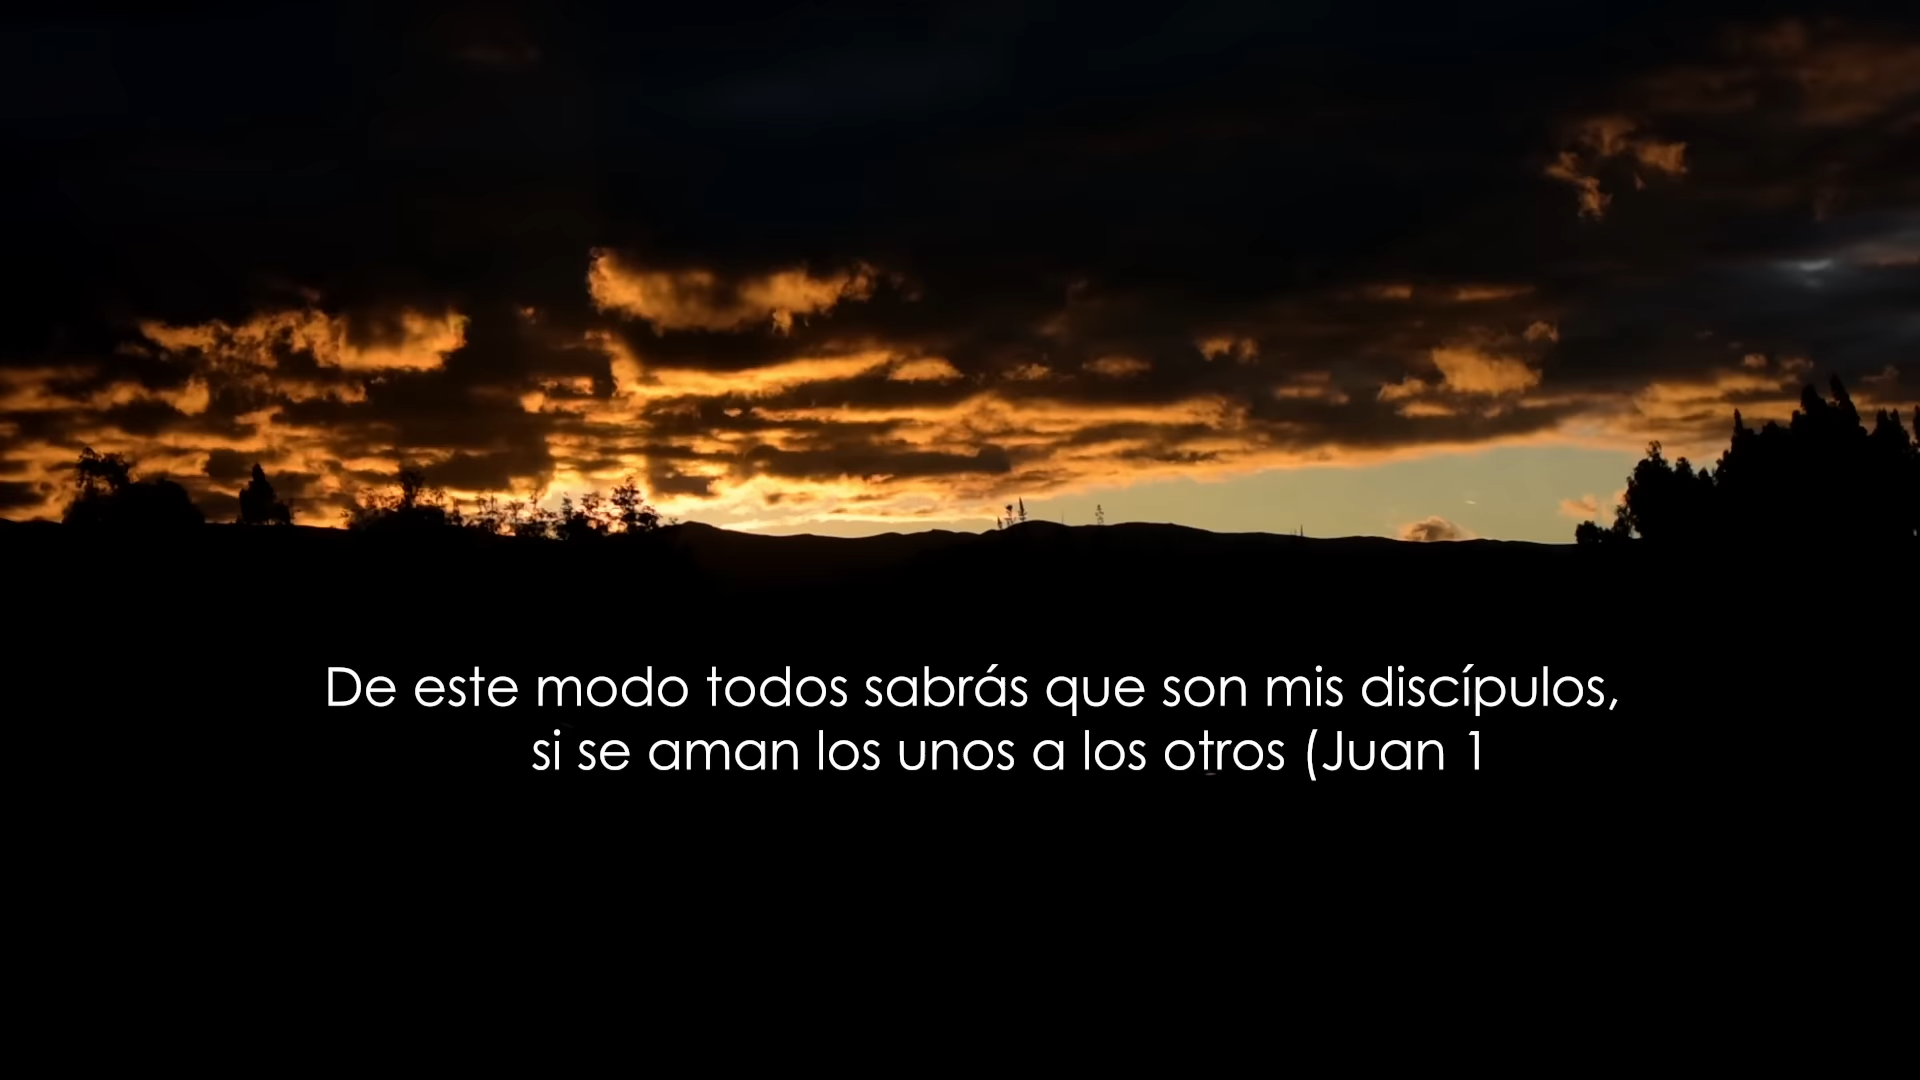 De este modo todos sabrás que son mis discípulos,
si se aman los unos a los otros (Juan 1